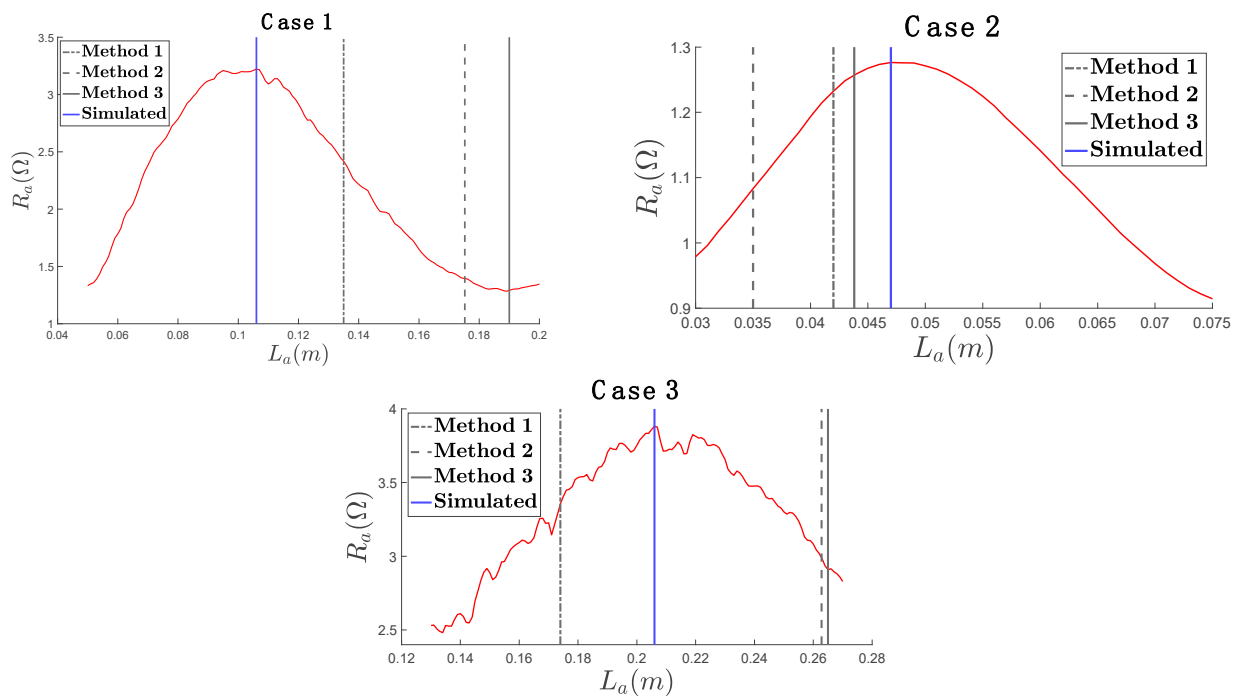 Case 1
3.5
3
2.5
2
1.5
1
R_a(Ω)
Method 1
Method 2
Method 3
Simulated
0.04 0.06 0.08 0.1 0.12 0.14 0.16 0.18 0.2
L_a(m)
Case 2
1.3
1.2
1.1
1
0.9
R_a(Ω)
Method 1
Method 2
Method 3
Simulated
0.03 0.035 0.04 0.045 0.05 0.055 0.06 0.065 0.07 0.075
L_a(m)
Case 3
4
3.5
3
2.5
R_a(Ω)
Method 1
Method 2
Method 3
Simulated
0.12 0.14 0.16 0.18 0.2 0.22 0.24 0.26 0.28
L_a(m)